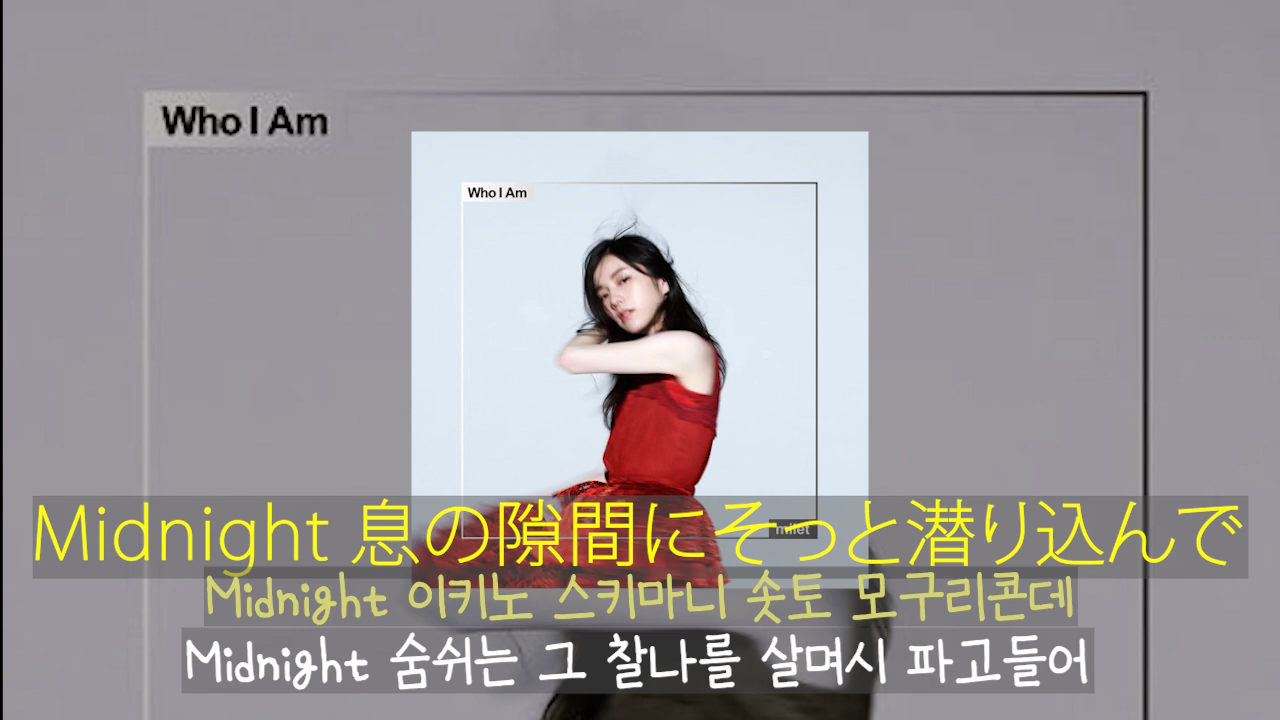 Who I Am
Who I Am
milet
Midnight 息の隙間にそっと潜り込んで
Midnight 이키노 스키마니 솟토 모구리콘데
Midnight 숨쉬는 그 찰나를 살며시 파고들어